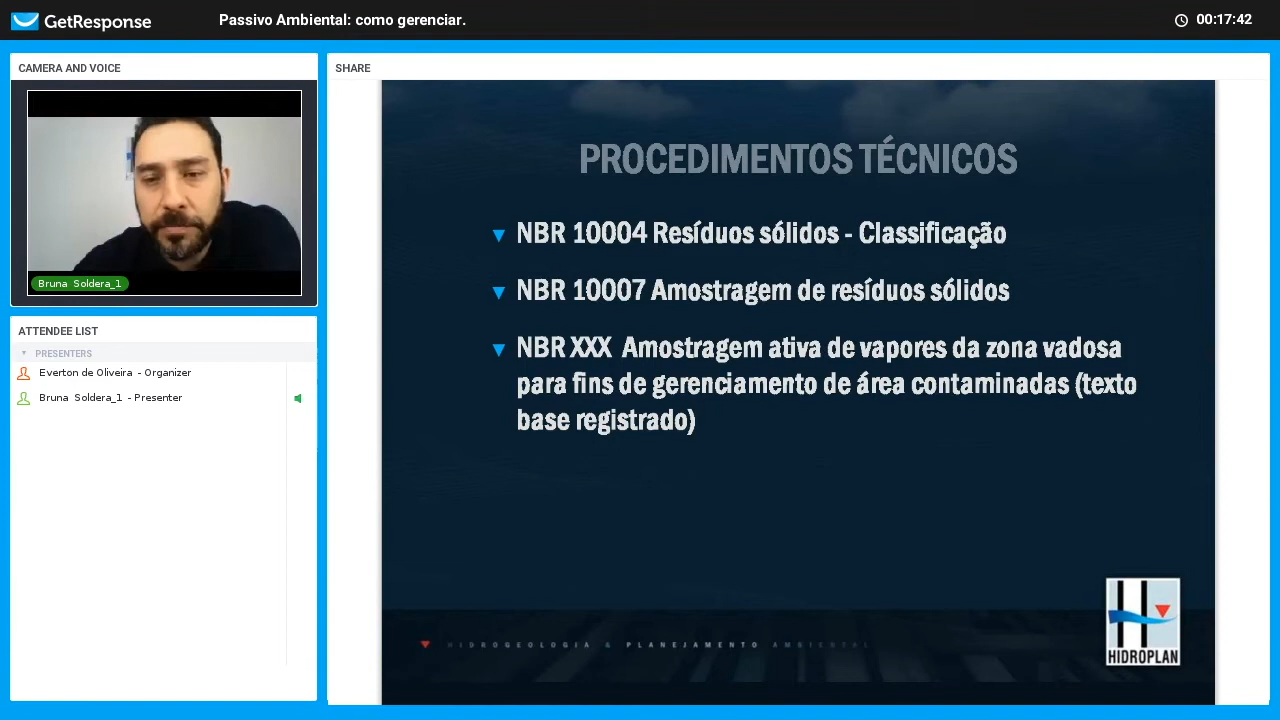 GetResponse
Passivo Ambiental: como gerenciar.
00:17:42
CAMERA AND VOICE
Bruna Soldera_1
ATTENDEE LIST
PRESENTERS
Everton de Oliveira - Organizer
Bruna Soldera_1 - Presenter
SHARE
PROCEDIMENTOS TÉCNICOS
NBR 10004 Resíduos sólidos - Classificação
NBR 10007 Amostragem de resíduos sólidos
NBR XXX Amostragem ativa de vapores da zona vadosa
para fins de gerenciamento de área contaminadas (texto
base registrado)
HIDROGEOLOGIA & PLANEJAMENTO AMBIENTAL
HIDROPLAN